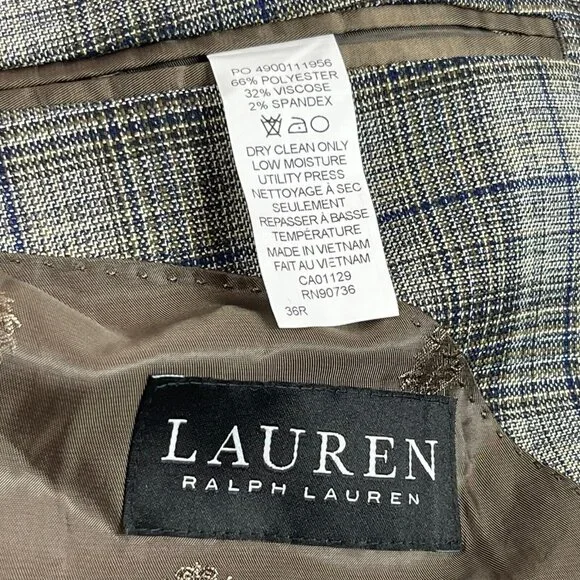 PO 4900111956
66% POLYESTER
32% VISCOSE
2% SPANDEX
DRY CLEAN ONLY
LOW MOISTURE
UTILITY PRESS
NETTOYAGE À SEC
SEULEMENT
REPASSER À BASSE
TEMPÉRATURE
MADE IN VIETNAM
FAIT AU VIETNAM
CA01129
RN90736
36R
LAUREN
RALPH LAUREN